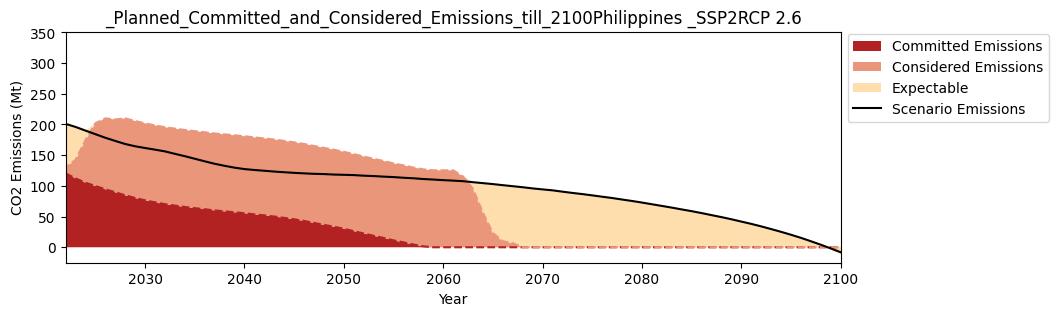 _Planned_Committed_and_Considered_Emissions_till_2100Philippines _SSP2RCP 2.6
350
300
250
200
150
100
50
0
CO2 Emissions (Mt)
2030
2040
2050
2060
2070
2080
2090
2100
Year
Committed Emissions
Considered Emissions
Expectable
Scenario Emissions